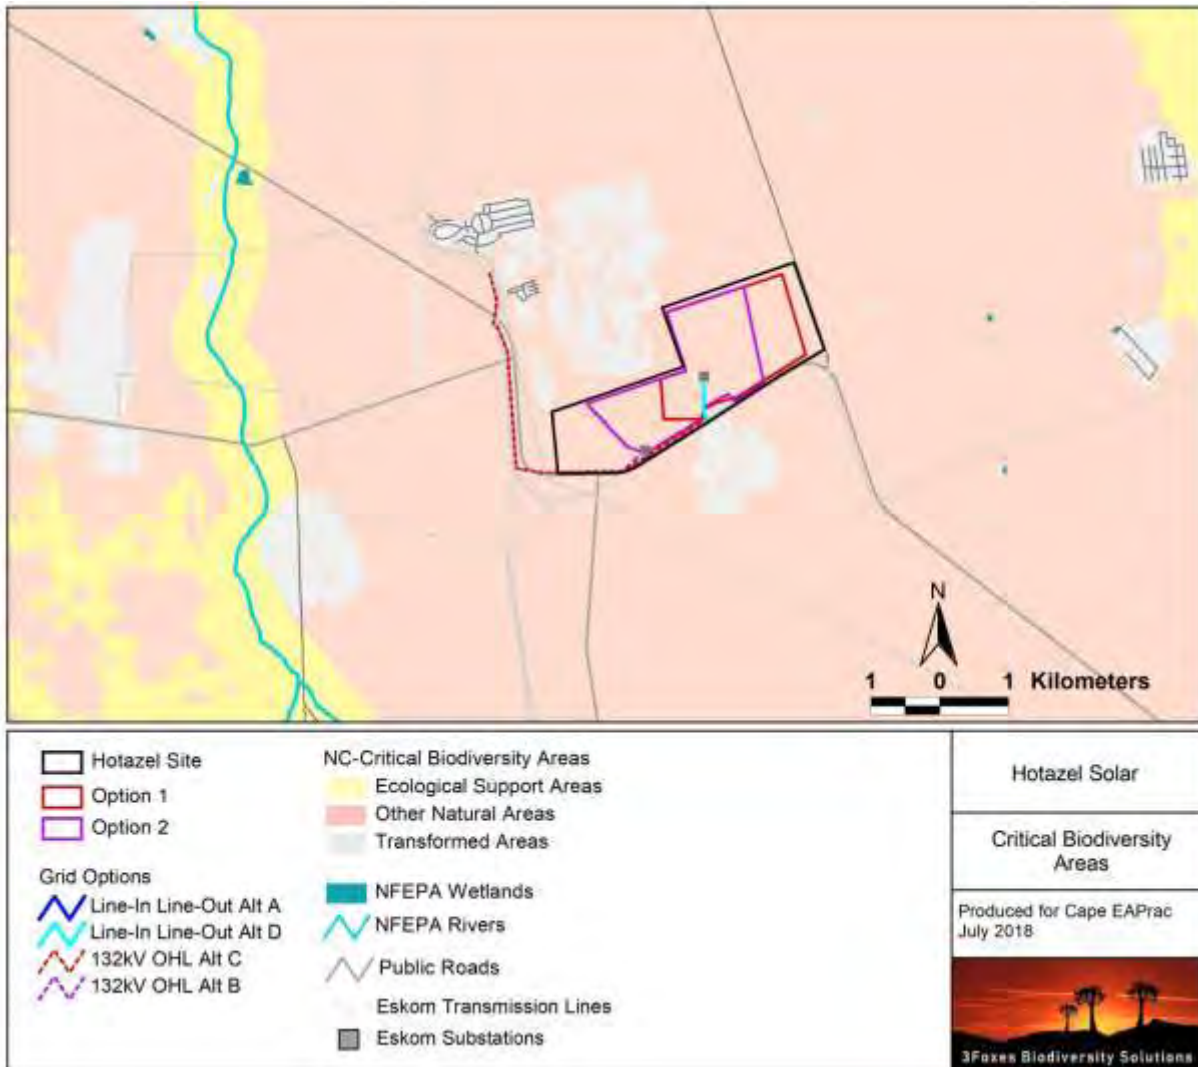 N
1 0 1 Kilometers
Hotazel Site
Option 1
Option 2
Grid Options
Line-In Line-Out Alt A
Line-In Line-Out Alt D
132kV OHL Alt C
132kV OHL Alt B
NC-Critical Biodiversity Areas
Ecological Support Areas
Other Natural Areas
Transformed Areas
NFEPA Wetlands
NFEPA Rivers
Public Roads
Eskom Transmission Lines
Eskom Substations
Hotazel Solar
Critical Biodiversity
Areas
Produced for Cape EAPrac
July 2018
3Foxes Biodiversity Solutions